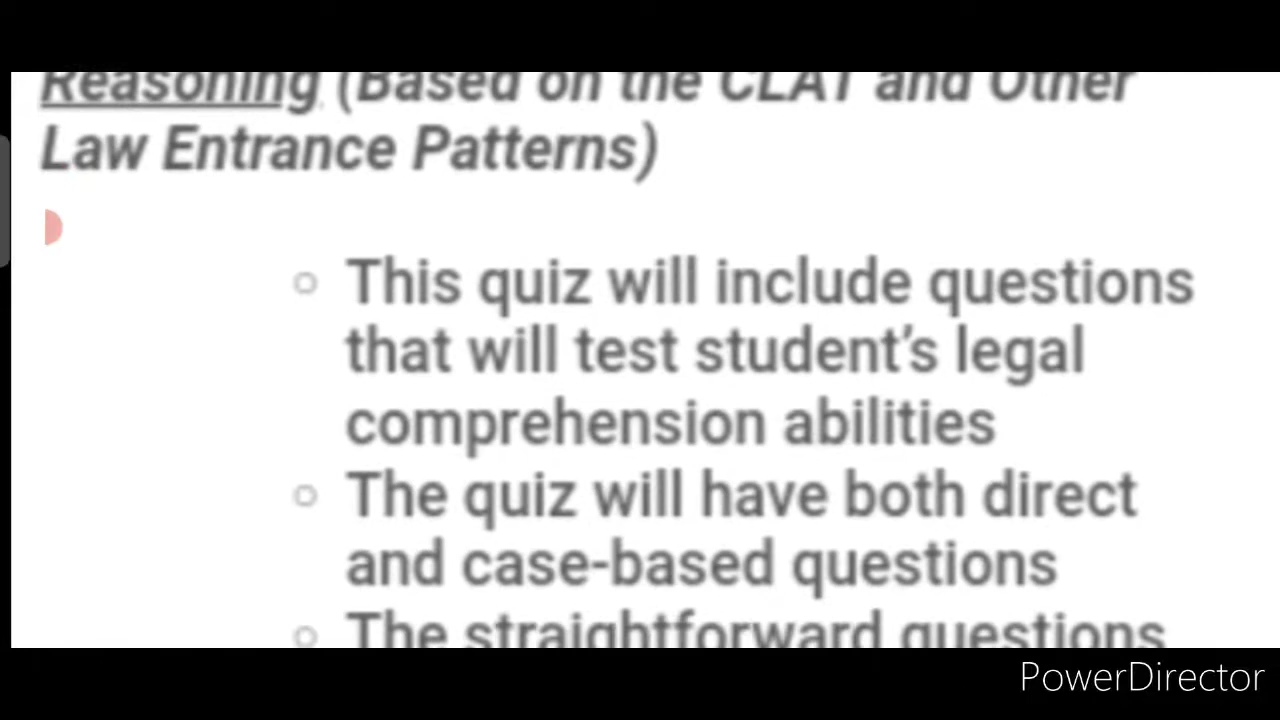 Reasoning (Based on the CLAT and Other
Law Entrance Patterns)
This quiz will include questions
that will test student’s legal
comprehension abilities
The quiz will have both direct
and case-based questions
The straightforward questions
PowerDirector